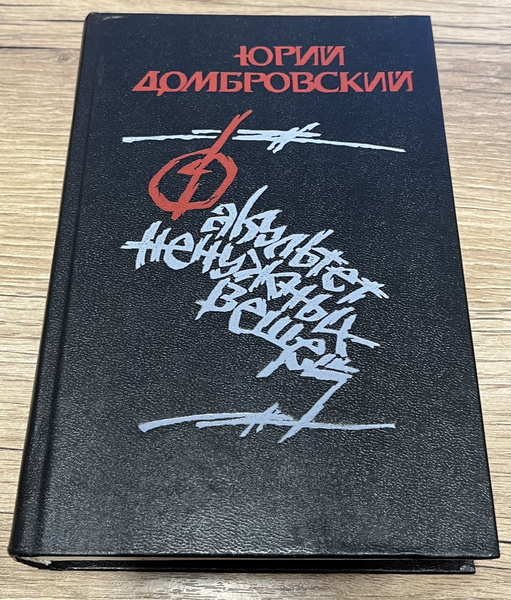 ЮРИЙ
ДОМБРОВСКИЙ
Факультет
ненужных
вещей